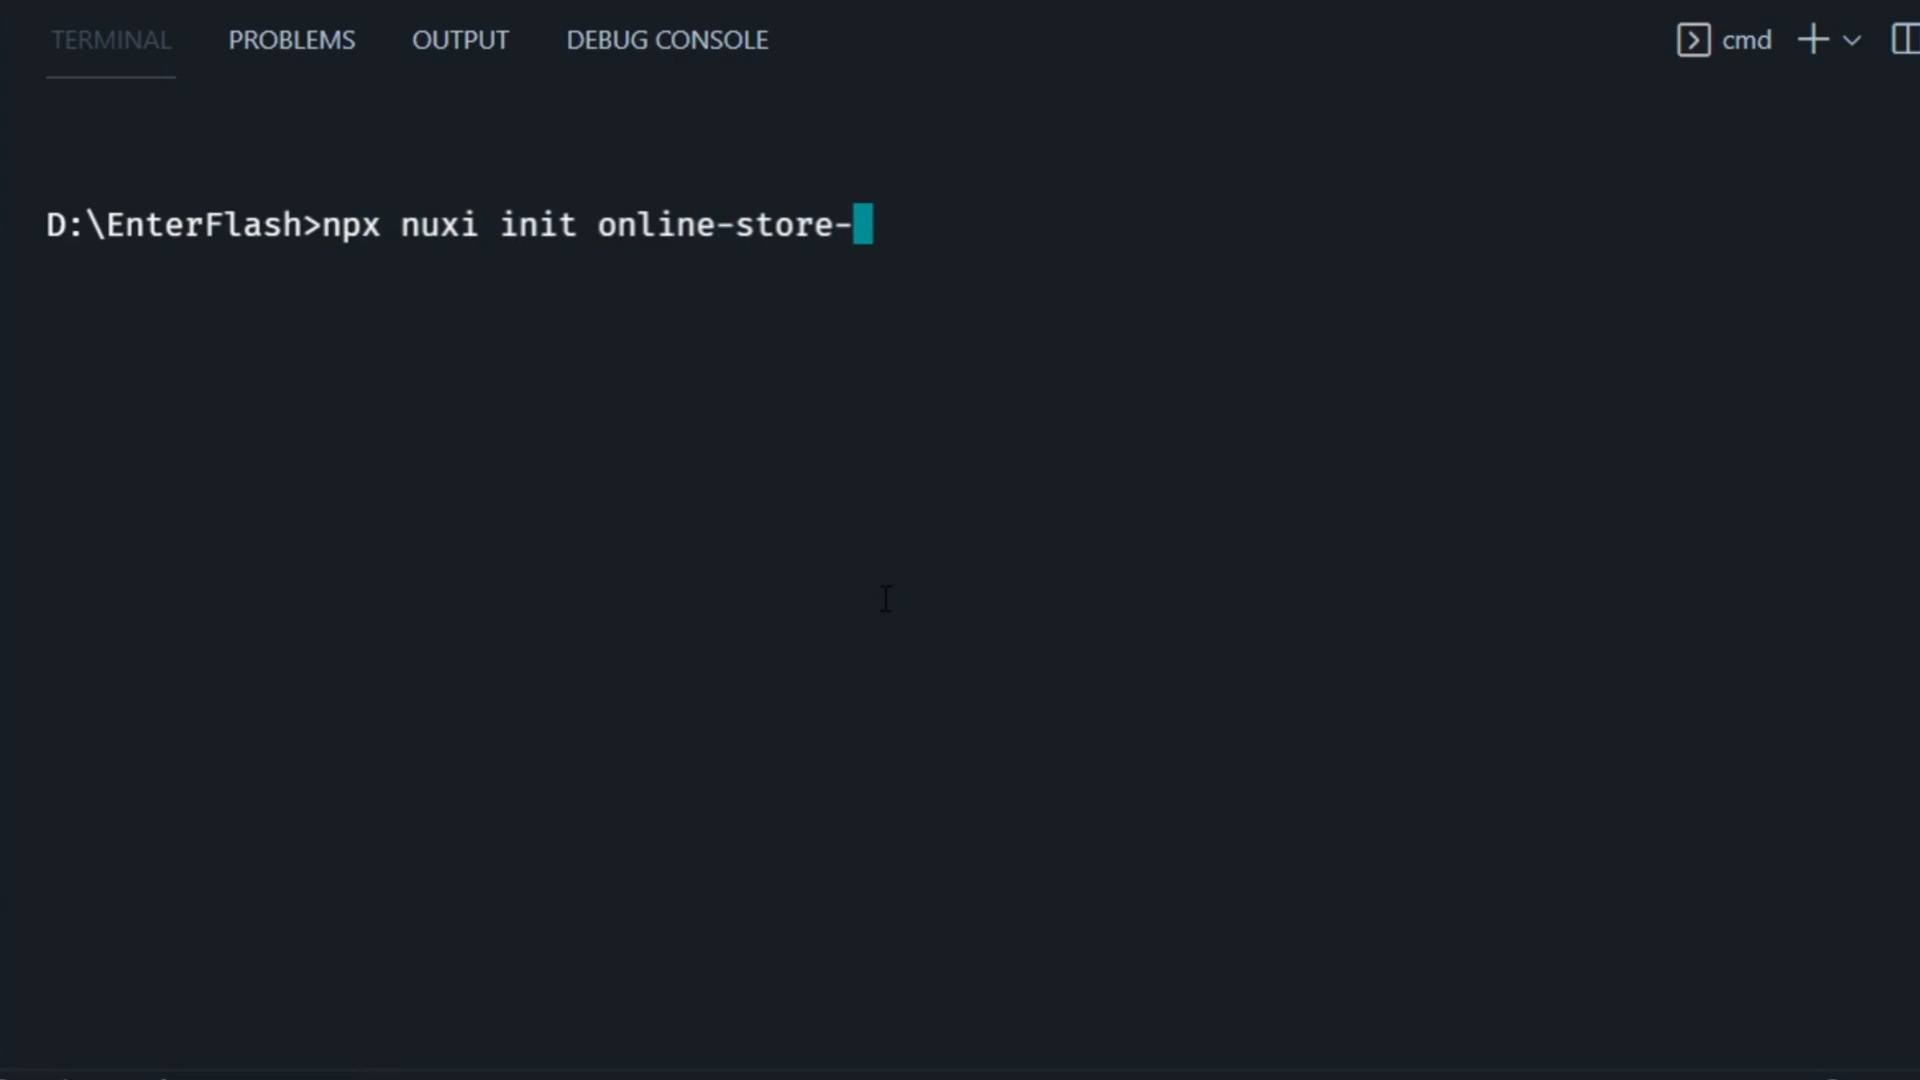 TERMINAL PROBLEMS OUTPUT DEBUG CONSOLE cmd
D:\EnterFlash>npx nuxi init online-store-